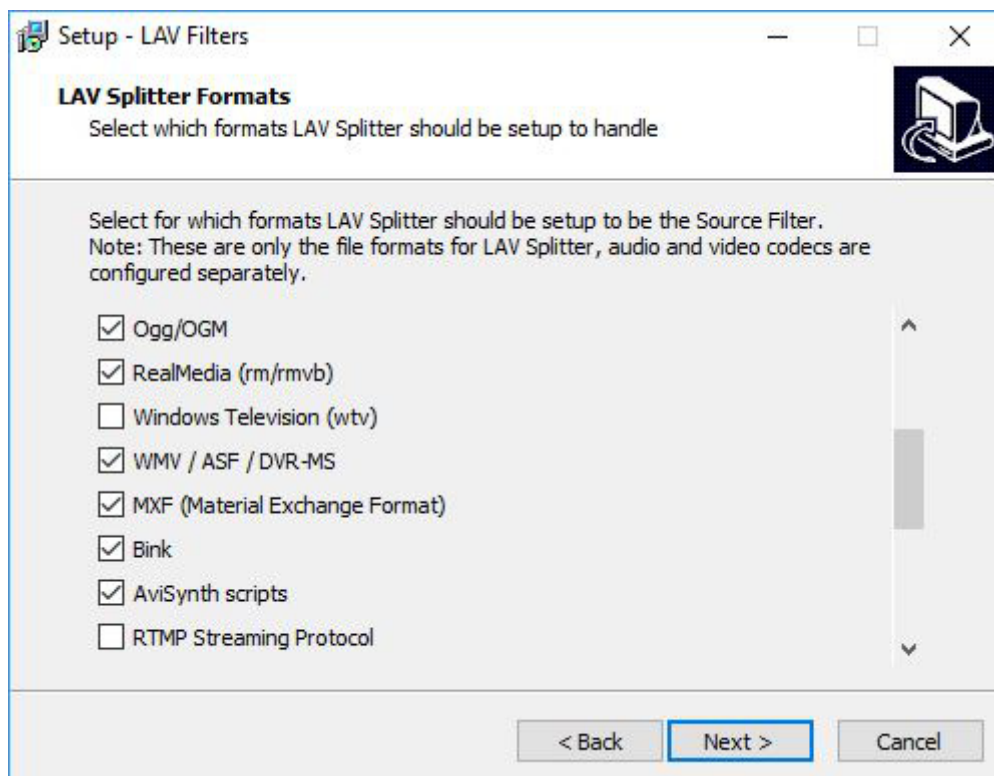 Setup - LAV Filters
LAV Splitter Formats
Select which formats LAV Splitter should be setup to handle
Select for which formats LAV Splitter should be setup to be the Source Filter.
Note: These are only the file formats for LAV Splitter, audio and video codecs are
configured separately.
Ogg/OGM
RealMedia (rm/rmvb)
Windows Television (wtv)
WMV / ASF / DVR-MS
MXF (Material Exchange Format)
Bink
AviSynth scripts
RTMP Streaming Protocol
< Back Next > Cancel